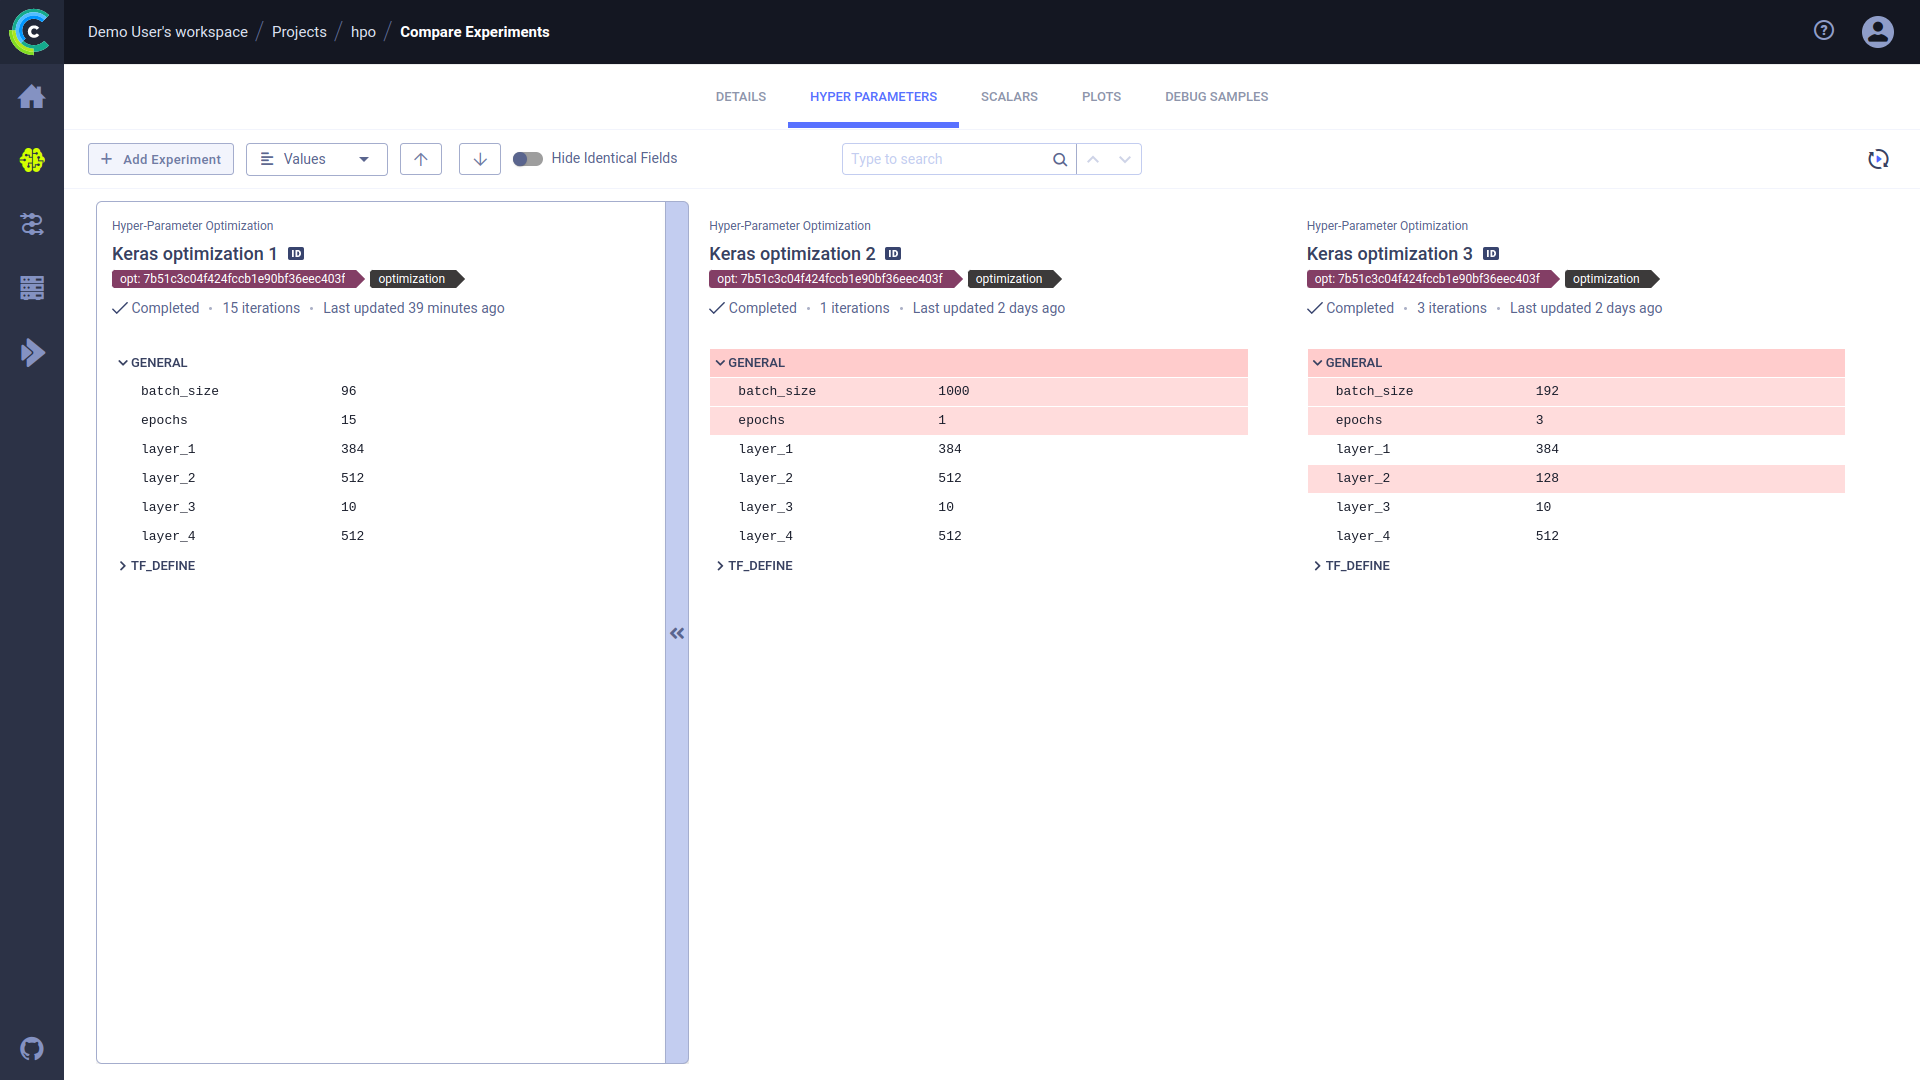 Demo User's workspace / Projects / hpo / Compare Experiments
DETAILS HYPER PARAMETERS SCALARS PLOTS DEBUG SAMPLES
+ Add Experiment Values Hide Identical Fields Type to search
Hyper-Parameter Optimization
Keras optimization 1 ID
opt: 7b51c3c04f424fccb1e90bf36eec403f optimization
Completed • 15 iterations • Last updated 39 minutes ago
GENERAL
batch_size 96
epochs 15
layer_1 384
layer_2 512
layer_3 10
layer_4 512
TF_DEFINE
Hyper-Parameter Optimization
Keras optimization 2 ID
opt: 7b51c3c04f424fccb1e90bf36eec403f optimization
Completed • 1 iterations • Last updated 2 days ago
GENERAL
batch_size 1000
epochs 1
layer_1 384
layer_2 512
layer_3 10
layer_4 512
TF_DEFINE
Hyper-Parameter Optimization
Keras optimization 3 ID
opt: 7b51c3c04f424fccb1e90bf36eec403f optimization
Completed • 3 iterations • Last updated 2 days ago
GENERAL
batch_size 192
epochs 3
layer_1 384
layer_2 128
layer_3 10
layer_4 512
TF_DEFINE